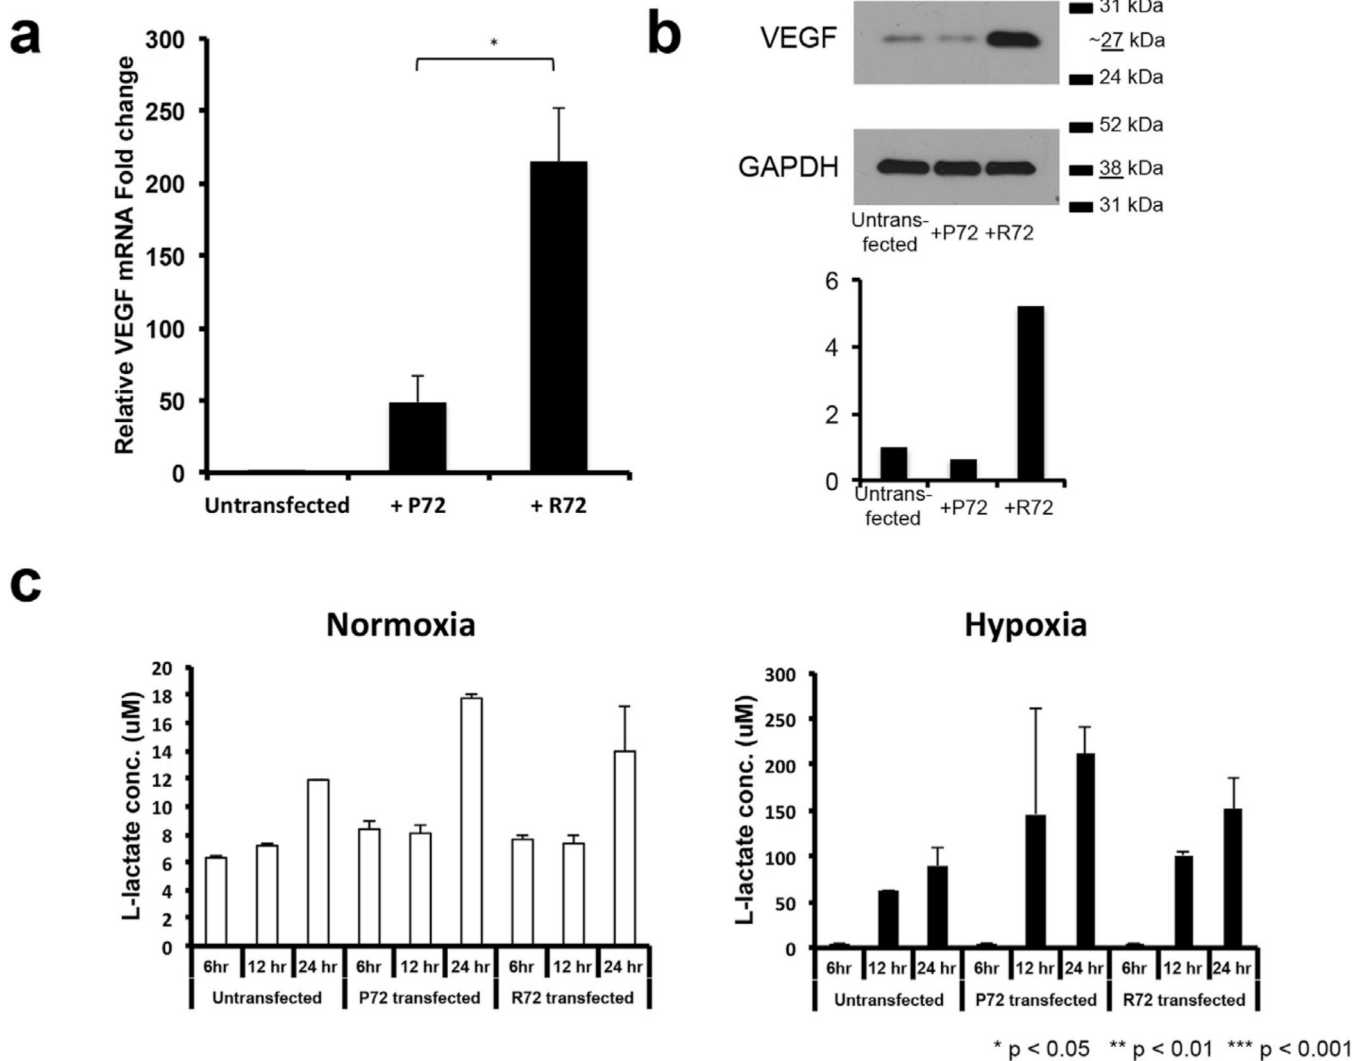 a
Relative VEGF mRNA Fold change
300
250
200
150
100
50
0
*
Untransfected
+ P72
+ R72
b
VEGF
31 kDa
~27 kDa
24 kDa
GAPDH
52 kDa
38 kDa
31 kDa
Untrans-
fected
+P72
+R72
6
4
2
0
Untrans-
fected
+P72
+R72
c
Normoxia
L-lactate conc. (uM)
20
18
16
14
12
10
8
6
4
2
0
6hr 12 hr 24 hr 6hr 12 hr 24 hr 6hr 12 hr 24 hr
Untransfected P72 transfected R72 transfected
Hypoxia
L-lactate conc. (uM)
300
250
200
150
100
50
0
6hr 12 hr 24 hr 6hr 12 hr 24 hr 6hr 12 hr 24 hr
Untransfected P72 transfected R72 transfected
* p < 0.05 ** p < 0.01 *** p < 0.001